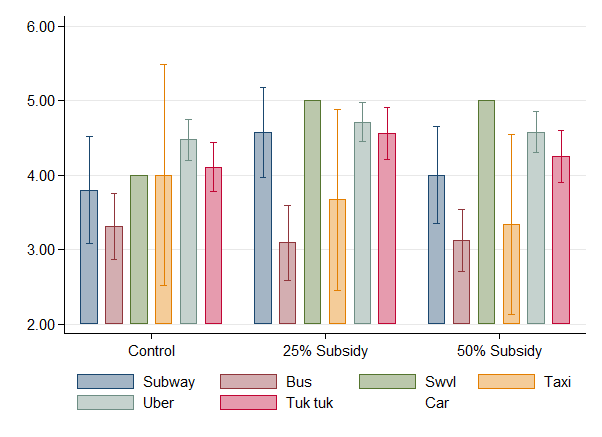 6.00
5.00
4.00
3.00
2.00
Control 25% Subsidy 50% Subsidy
Subway Bus Swvl Taxi
Uber Tuk tuk Car